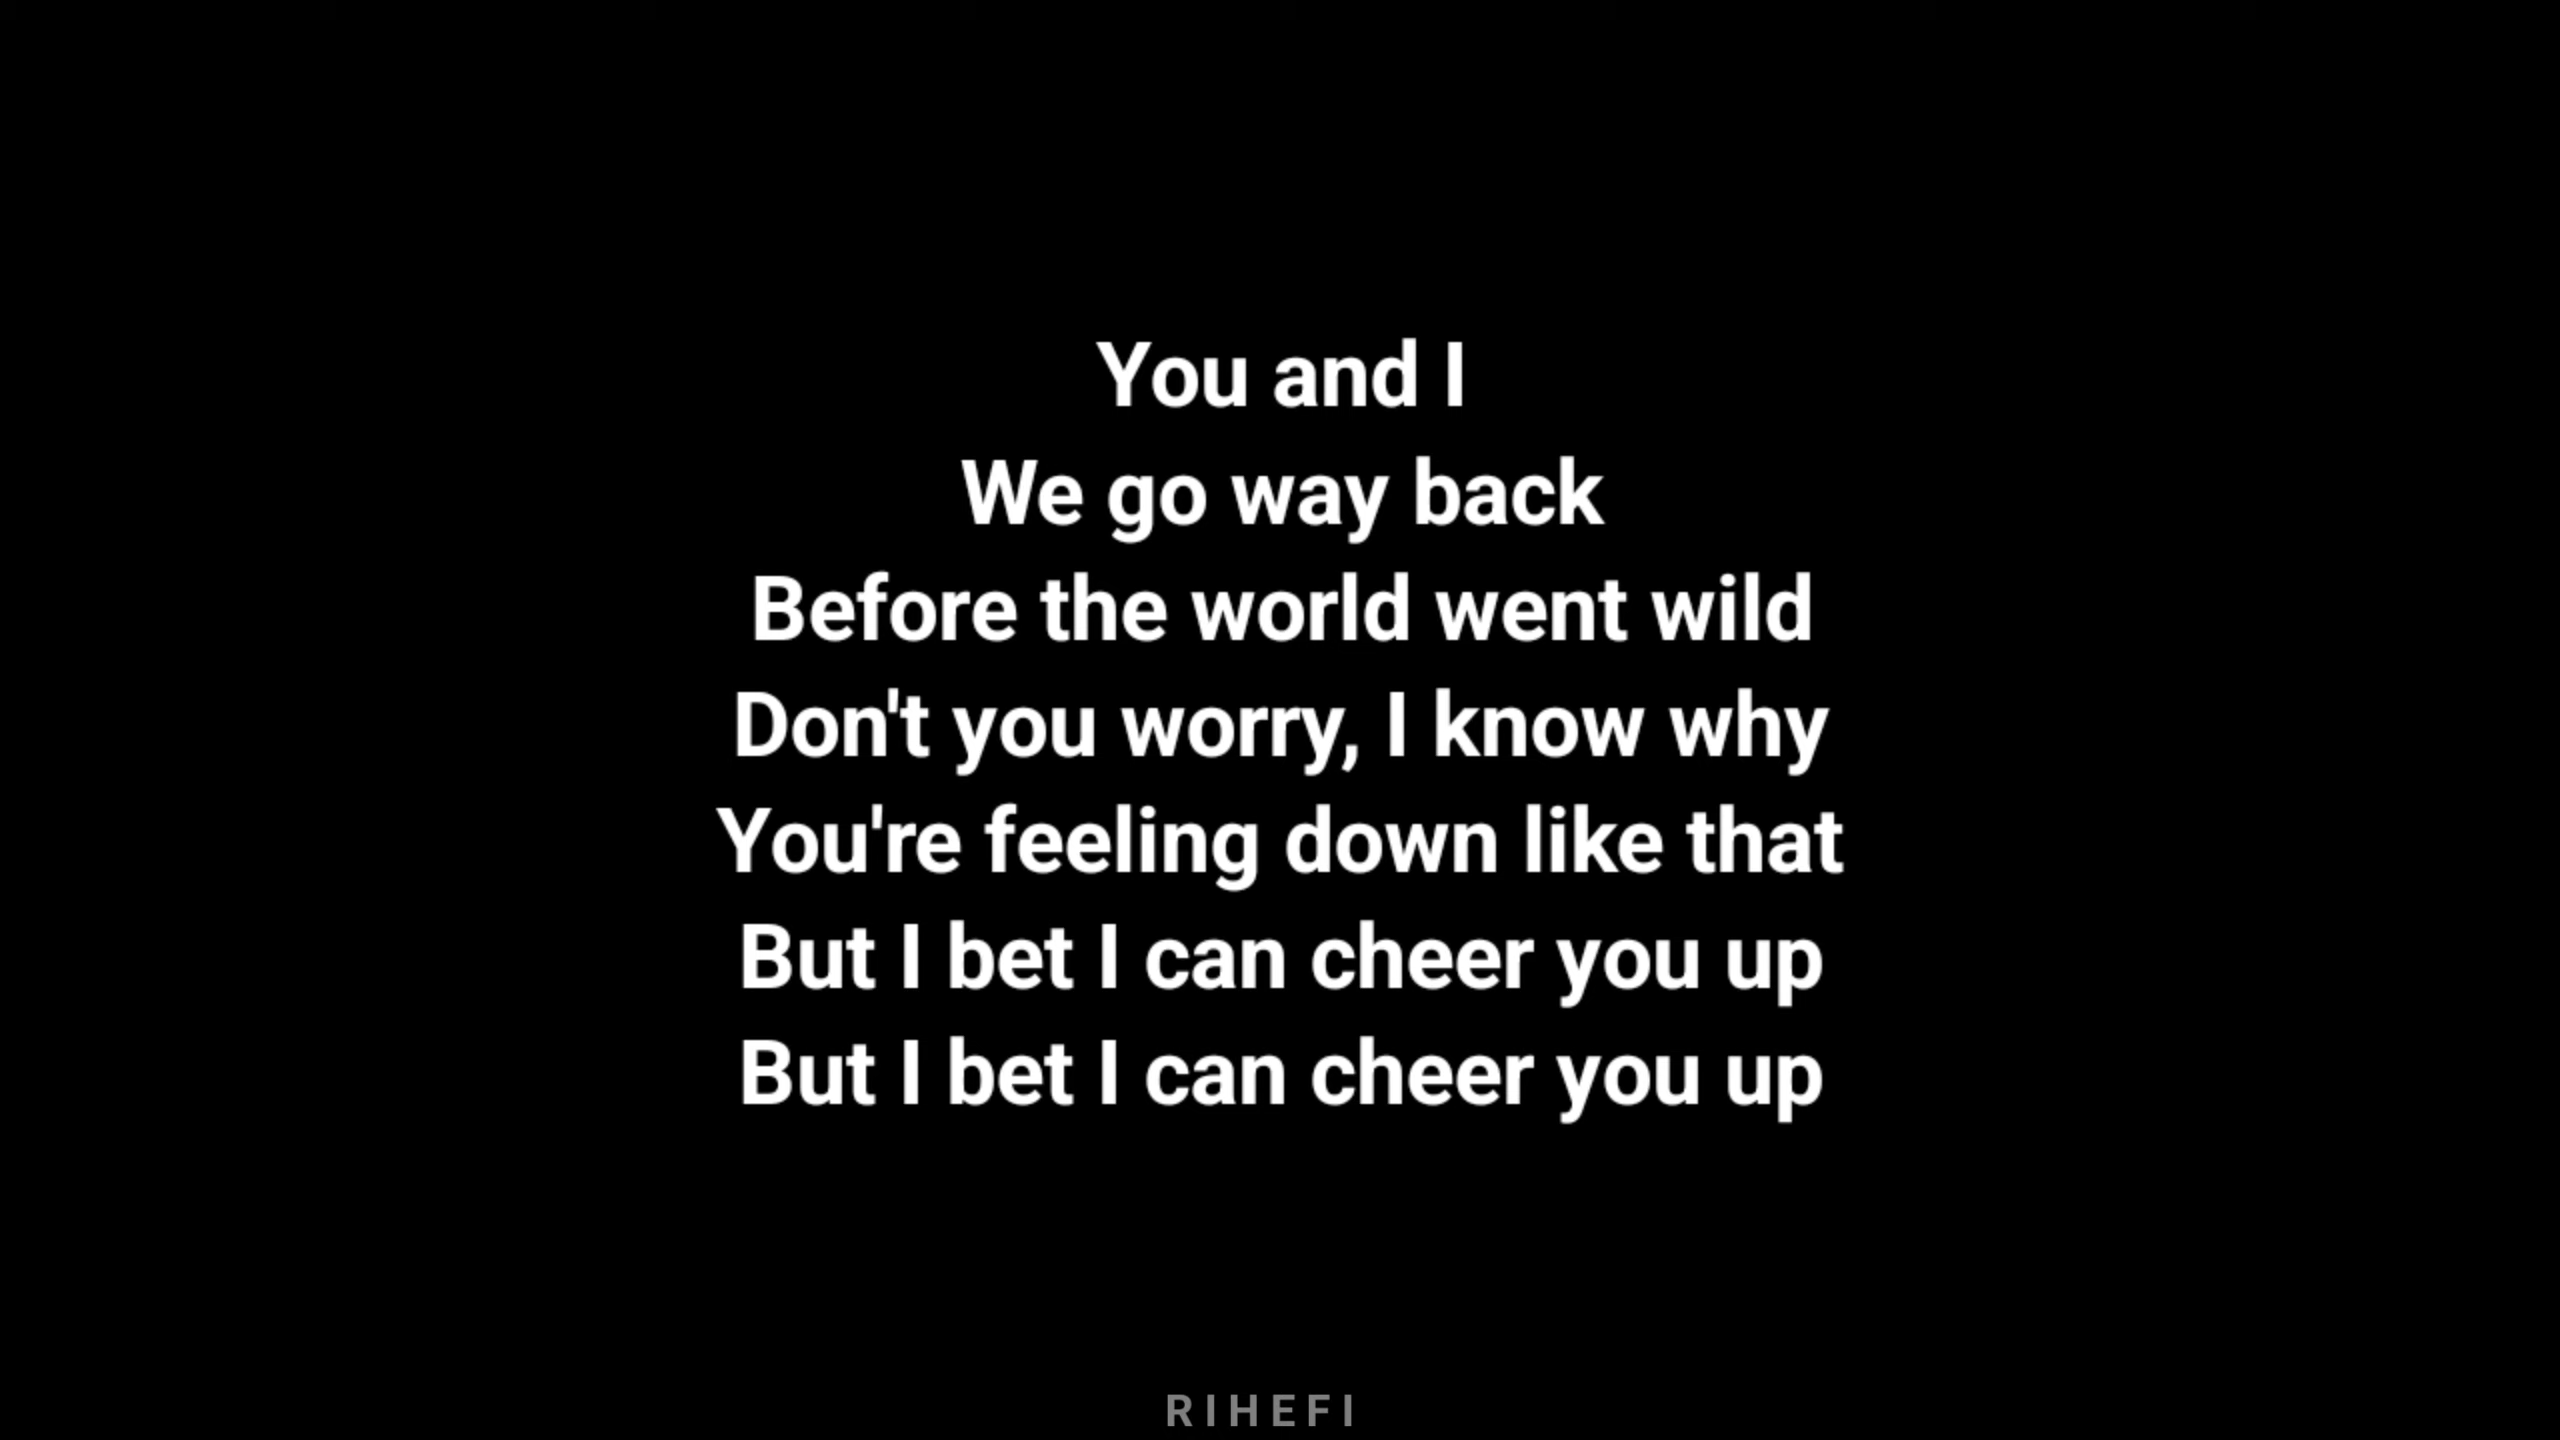 You and I
We go way back
Before the world went wild
Don't you worry, I know why
You're feeling down like that
But I bet I can cheer you up
But I bet I can cheer you up
RIHEFI